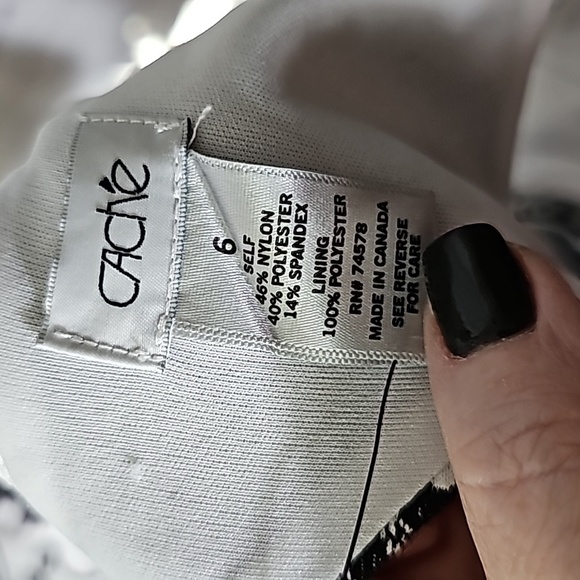 CACHÉ
6
SELF
46% NYLON
40% POLYESTER
14% SPANDEX
LINING
100% POLYESTER
RN# 74578
MADE IN CANADA
SEE REVERSE
FOR CARE